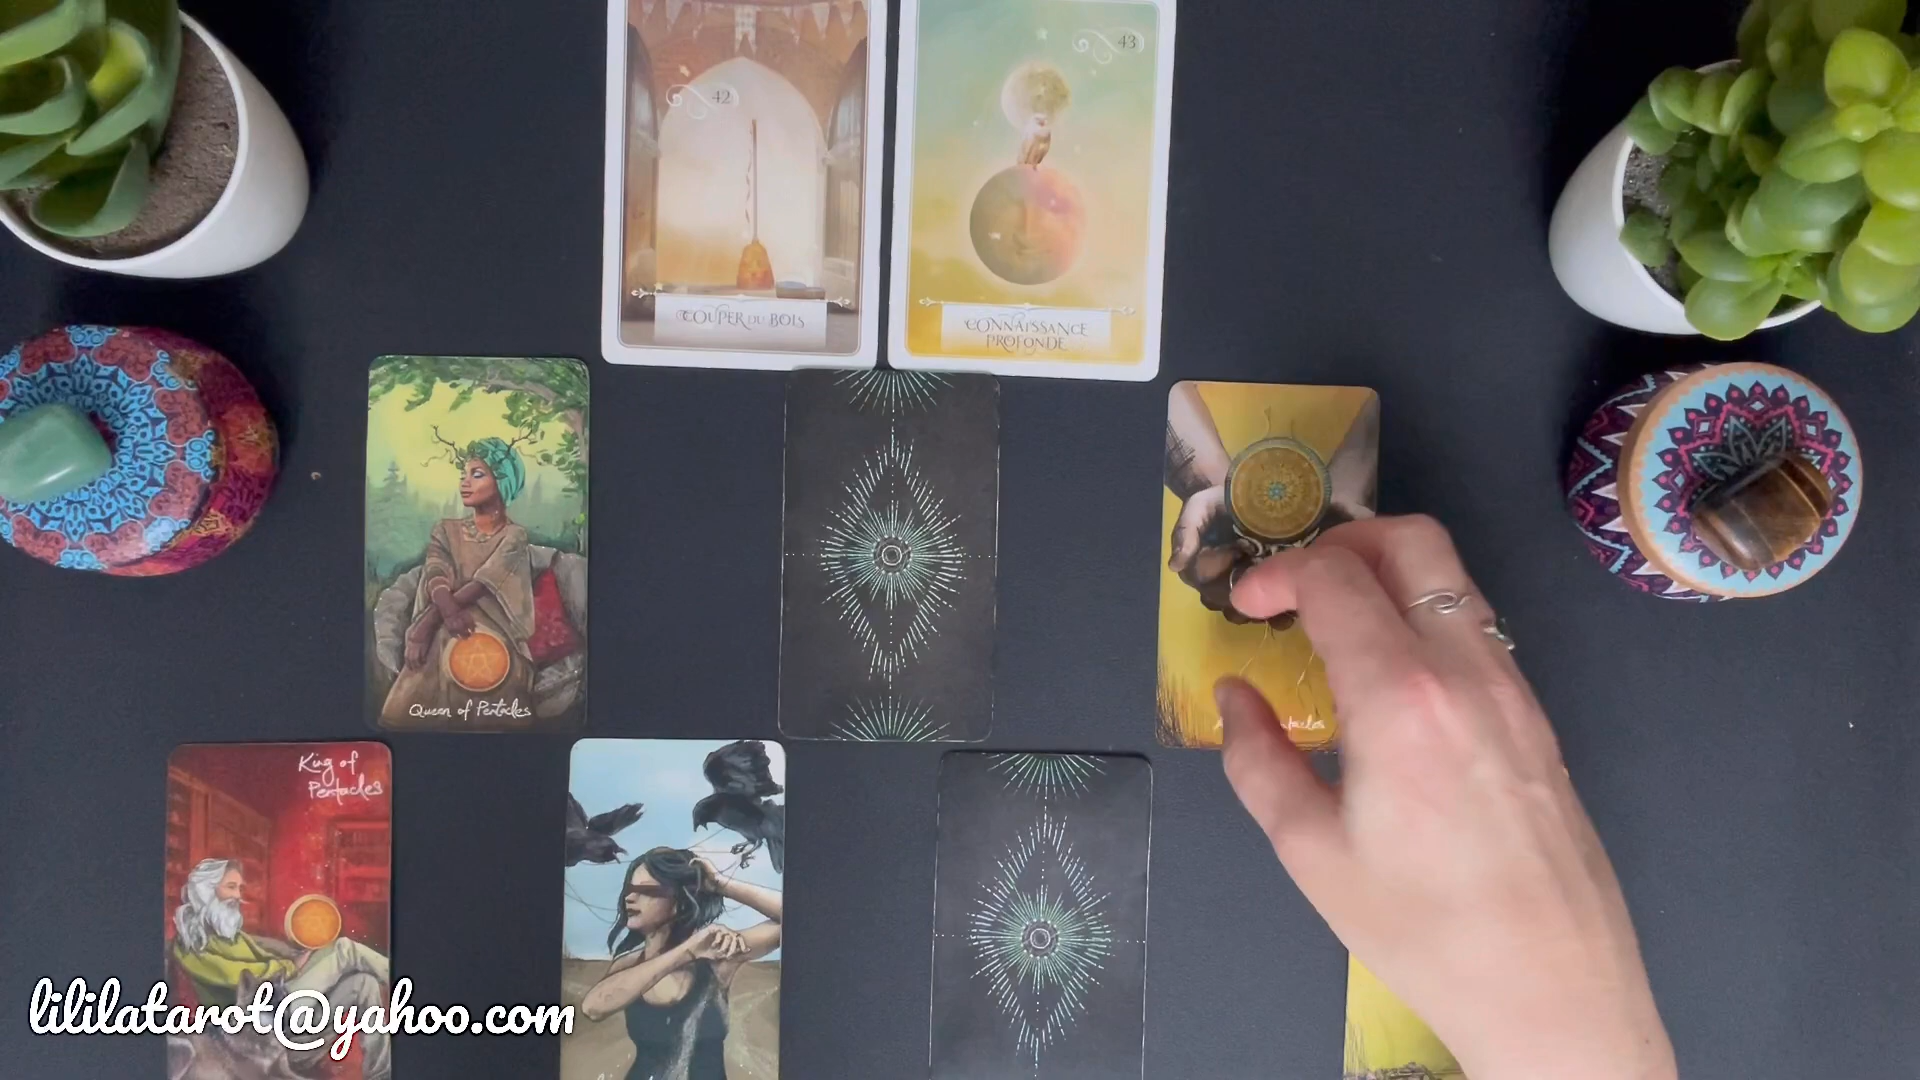 42
43
COUPER DU BOIS
CONNAISSANCE
PROFONDE
Queen of Pentacles
King of
Pentacles
lililatarot@yahoo.com